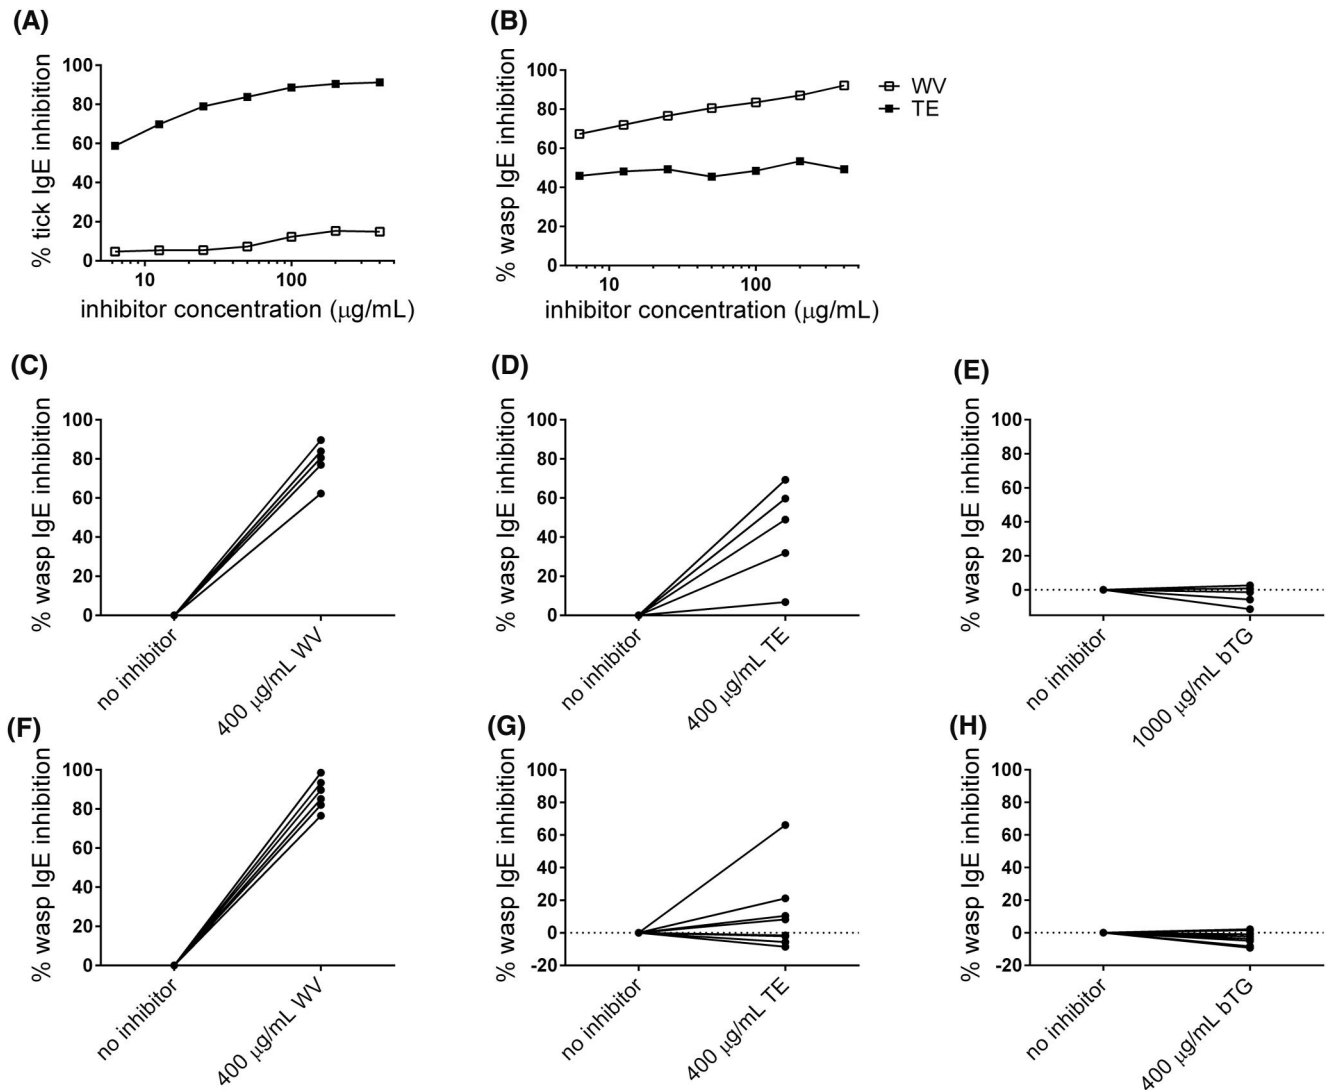 (A)
% tick IgE inhibition
100
80
60
40
20
0
10
100
inhibitor concentration (μg/mL)
(B)
% wasp IgE inhibition
100
80
60
40
20
0
10
100
inhibitor concentration (μg/mL)
WV
TE
(C)
% wasp IgE inhibition
100
80
60
40
20
0
no inhibitor
400 μg/mL WV
(D)
% wasp IgE inhibition
100
80
60
40
20
0
no inhibitor
400 μg/mL TE
(E)
% wasp IgE inhibition
100
80
60
40
20
0
no inhibitor
1000 μg/mL bTG
(F)
% wasp IgE inhibition
100
80
60
40
20
0
no inhibitor
400 μg/mL WV
(G)
% wasp IgE inhibition
100
80
60
40
20
0
-20
no inhibitor
400 μg/mL TE
(H)
% wasp IgE inhibition
100
80
60
40
20
0
-20
no inhibitor
400 μg/mL bTG